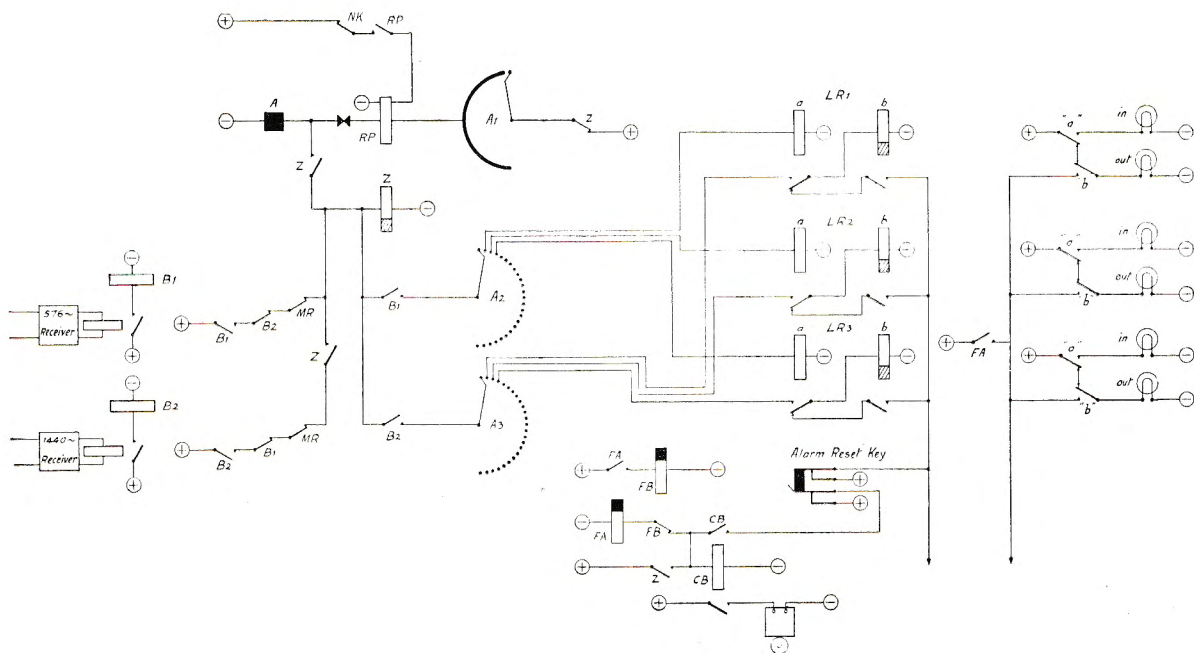 NK RP
A
RP
A1
Z
Z
Z
LR1
a b
"a" in
out
"b"
LR2
a b
"a" in
out
"b"
LR3
a b
"a" in
out
"b"
FA
B1
576~
Receiver
B1 B2 MR
B1
A2
Z
B2
1440~
Receiver
B2 B1 MR
B2
A3
FA
FB
Alarm Reset Key
FA
FB
CB
Z
CB